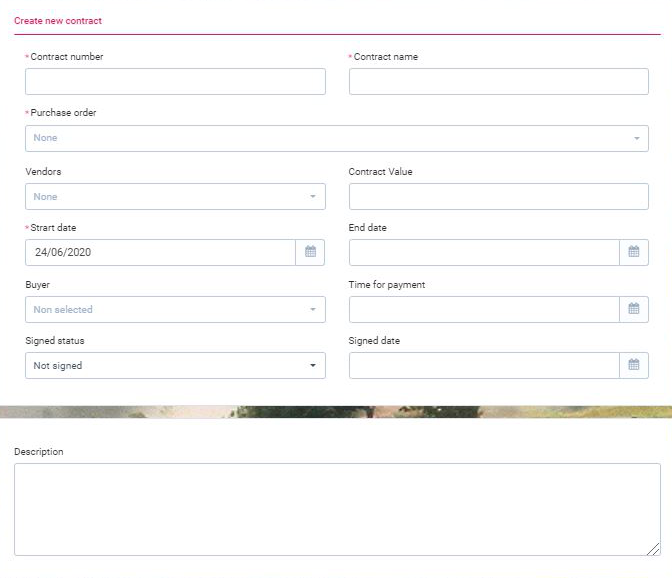 Create new contract
* Contract number
* Contract name
* Purchase order
None
Vendors
Contract Value
None
* Strart date
End date
24/06/2020
Buyer
Time for payment
Non selected
Signed status
Signed date
Not signed
Description